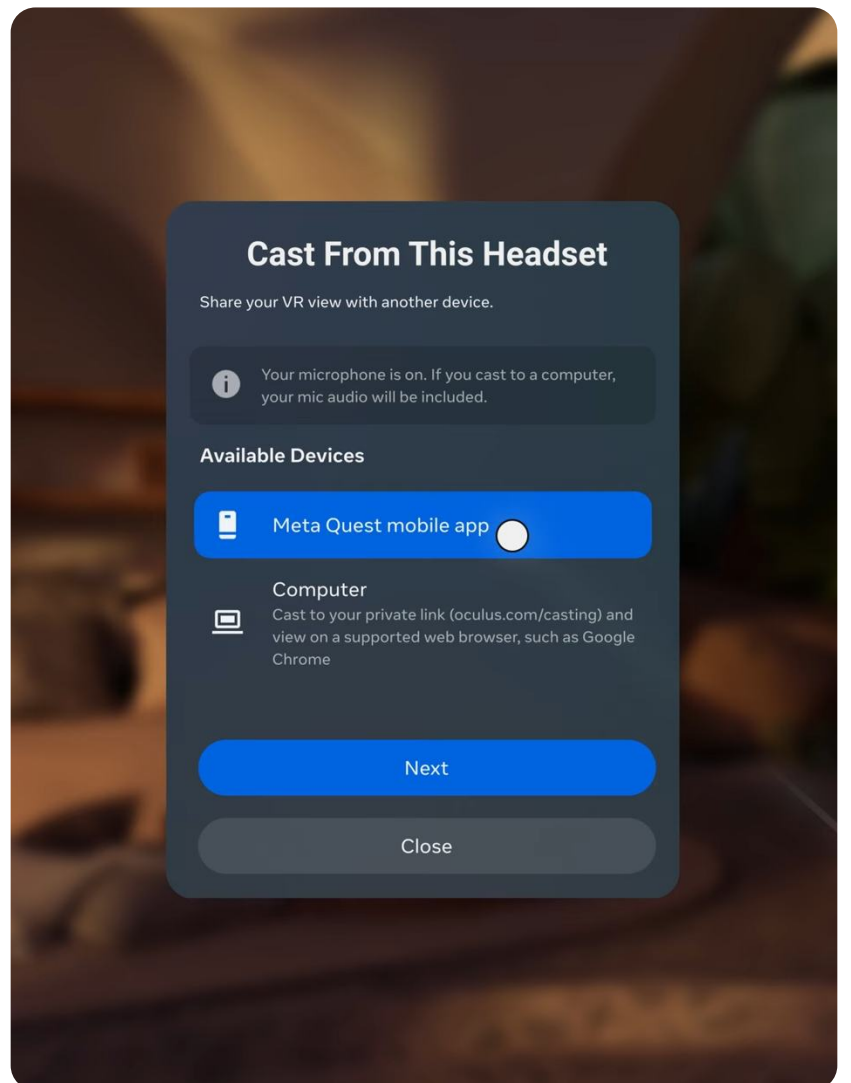 Cast From This Headset
Share your VR view with another device.
Your microphone is on. If you cast to a computer,
your mic audio will be included.
Available Devices
Meta Quest mobile app
Computer
Cast to your private link (oculus.com/casting) and
view on a supported web browser, such as Google
Chrome
Next
Close